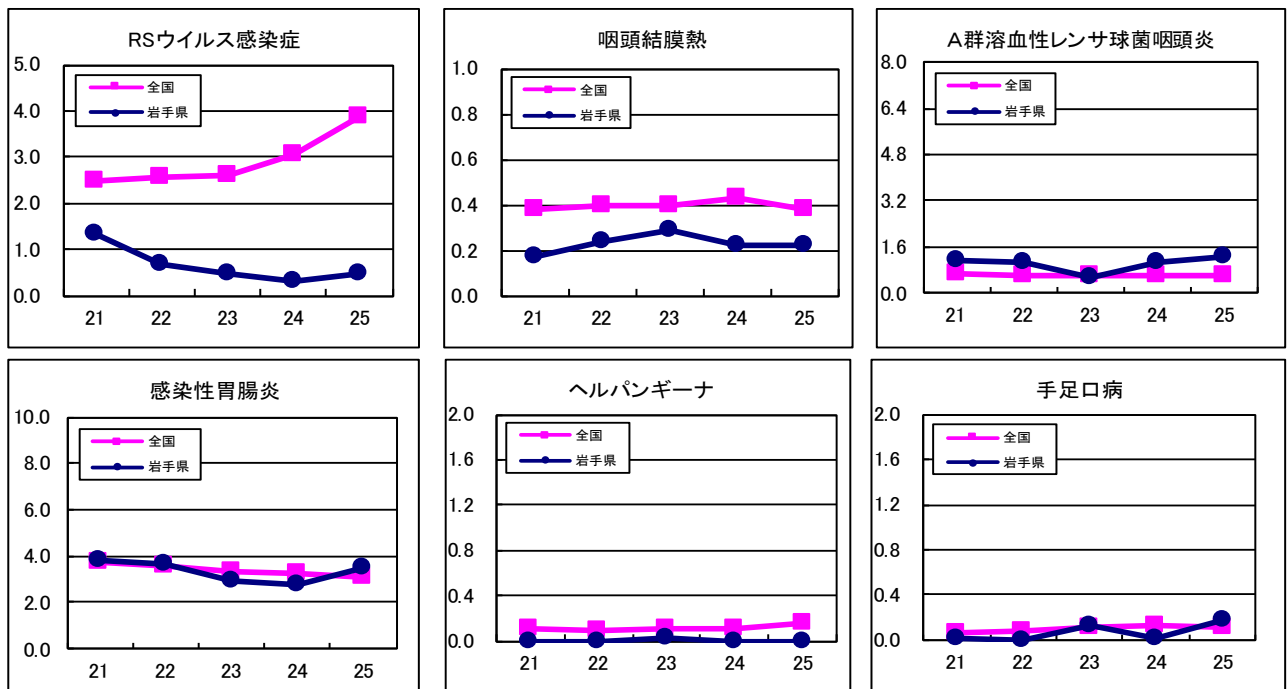 RSウイルス感染症
5.0
4.0
3.0
2.0
1.0
0.0
全国
岩手県
21 22 23 24 25
咽頭結膜熱
1.0
0.8
0.6
0.4
0.2
0.0
全国
岩手県
21 22 23 24 25
A群溶血性レンサ球菌咽頭炎
8.0
6.4
4.8
3.2
1.6
0.0
全国
岩手県
21 22 23 24 25
感染性胃腸炎
10.0
8.0
6.0
4.0
2.0
0.0
全国
岩手県
21 22 23 24 25
ヘルパンギーナ
2.0
1.6
1.2
0.8
0.4
0.0
全国
岩手県
21 22 23 24 25
手足口病
2.0
1.6
1.2
0.8
0.4
0.0
全国
岩手県
21 22 23 24 25